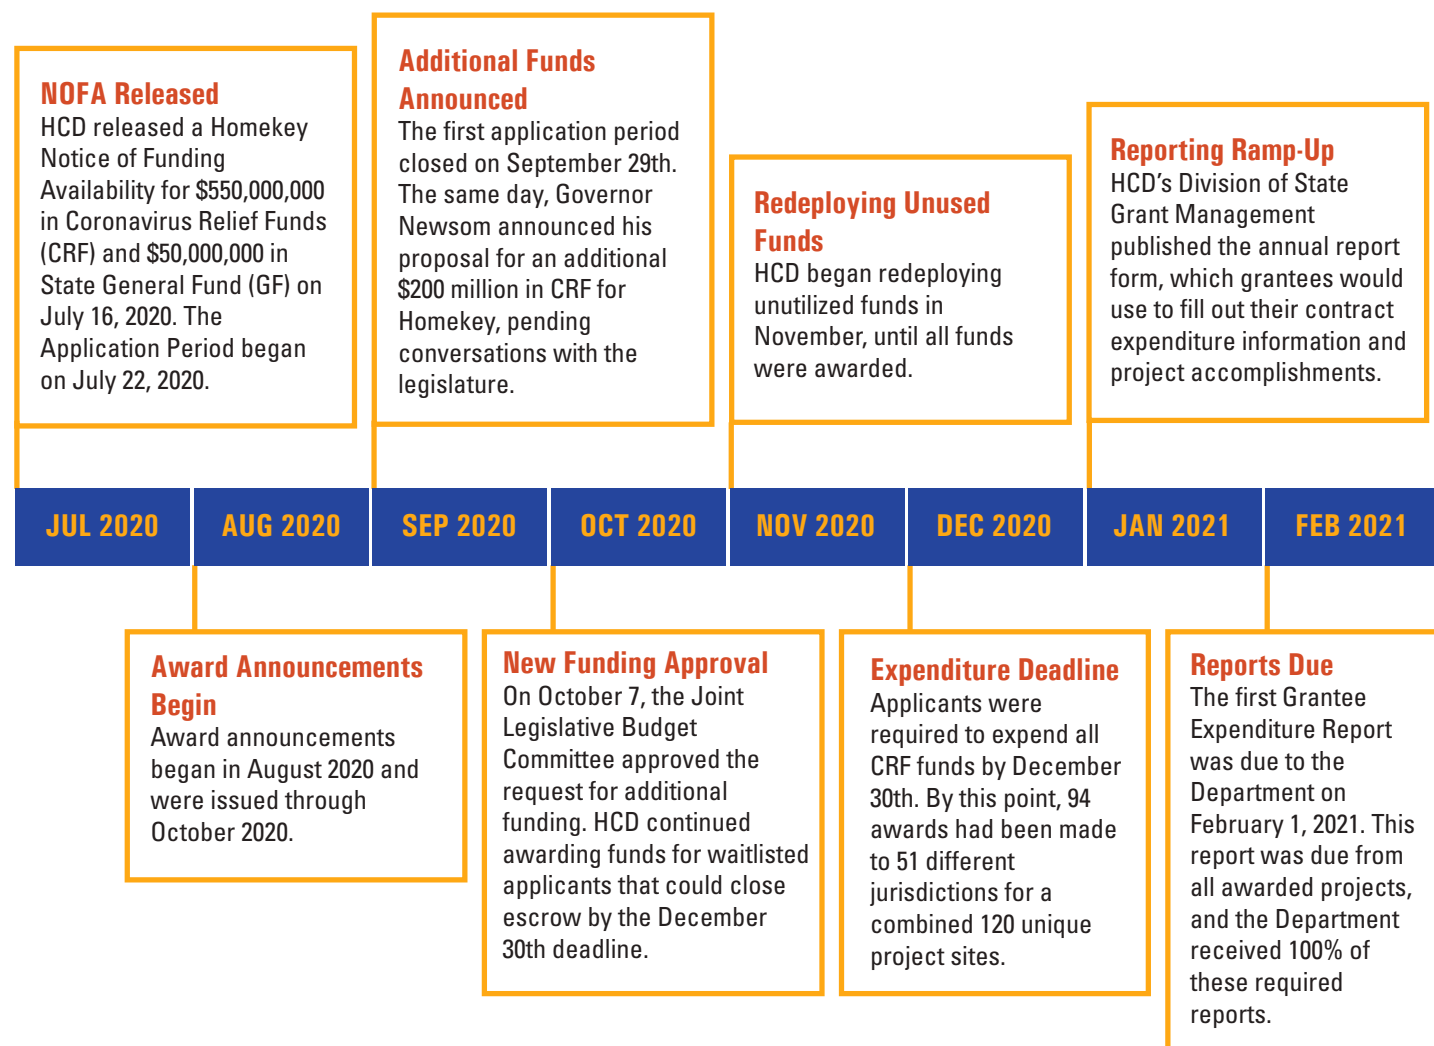 NOFA Released
HCD released a Homekey
Notice of Funding
Availability for $550,000,000
in Coronavirus Relief Funds
(CRF) and $50,000,000 in
State General Fund (GF) on
July 16, 2020. The
Application Period began
on July 22, 2020.
Additional Funds
Announced
The first application period
closed on September 29th.
The same day, Governor
Newsom announced his
proposal for an additional
$200 million in CRF for
Homekey, pending
conversations with the
legislature.
Redeploying Unused
Funds
HCD began redeploying
unutilized funds in
November, until all funds
were awarded.
Reporting Ramp-Up
HCD’s Division of State
Grant Management
published the annual report
form, which grantees would
use to fill out their contract
expenditure information and
project accomplishments.
JUL 2020
AUG 2020
SEP 2020
OCT 2020
NOV 2020
DEC 2020
JAN 2021
FEB 2021
Award Announcements
Begin
Award announcements
began in August 2020 and
were issued through
October 2020.
New Funding Approval
On October 7, the Joint
Legislative Budget
Committee approved the
request for additional
funding. HCD continued
awarding funds for waitlisted
applicants that could close
escrow by the December
30th deadline.
Expenditure Deadline
Applicants were
required to expend all
CRF funds by December
30th. By this point, 94
awards had been made
to 51 different
jurisdictions for a
combined 120 unique
project sites.
Reports Due
The first Grantee
Expenditure Report
was due to the
Department on
February 1, 2021. This
report was due from
all awarded projects,
and the Department
received 100% of
these required
reports.